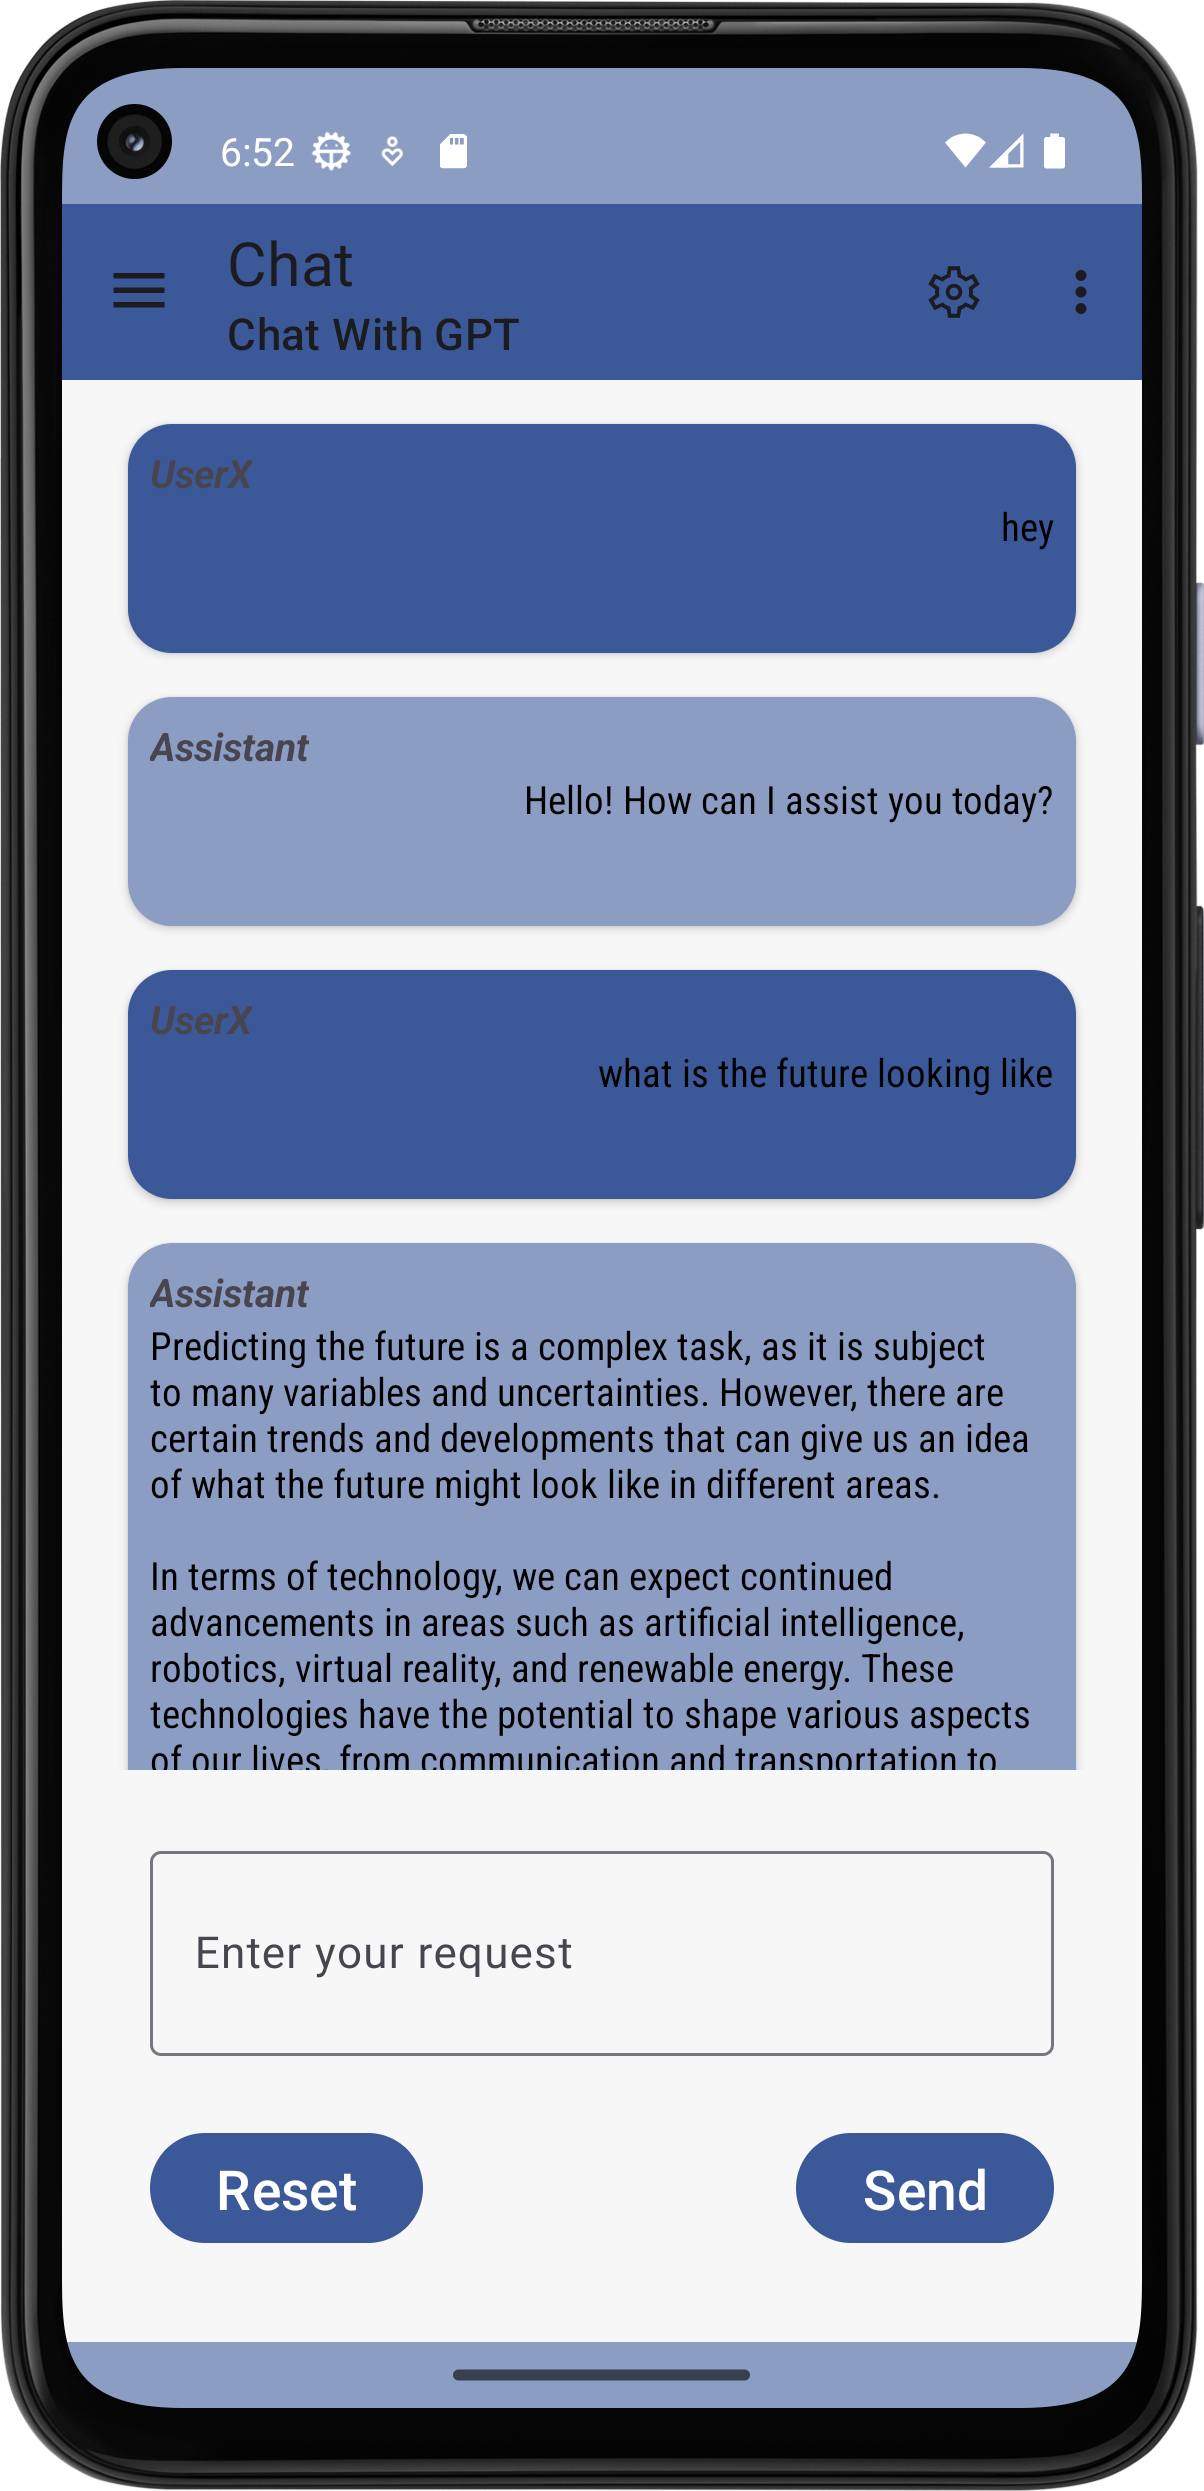 6:52
Chat
Chat With GPT
UserX
hey
Assistant
Hello! How can I assist you today?
UserX
what is the future looking like
Assistant
Predicting the future is a complex task, as it is subject
to many variables and uncertainties. However, there are
certain trends and developments that can give us an idea
of what the future might look like in different areas.
In terms of technology, we can expect continued
advancements in areas such as artificial intelligence,
robotics, virtual reality, and renewable energy. These
technologies have the potential to shape various aspects
of our lives, from communication and transportation to
Enter your request
Reset
Send